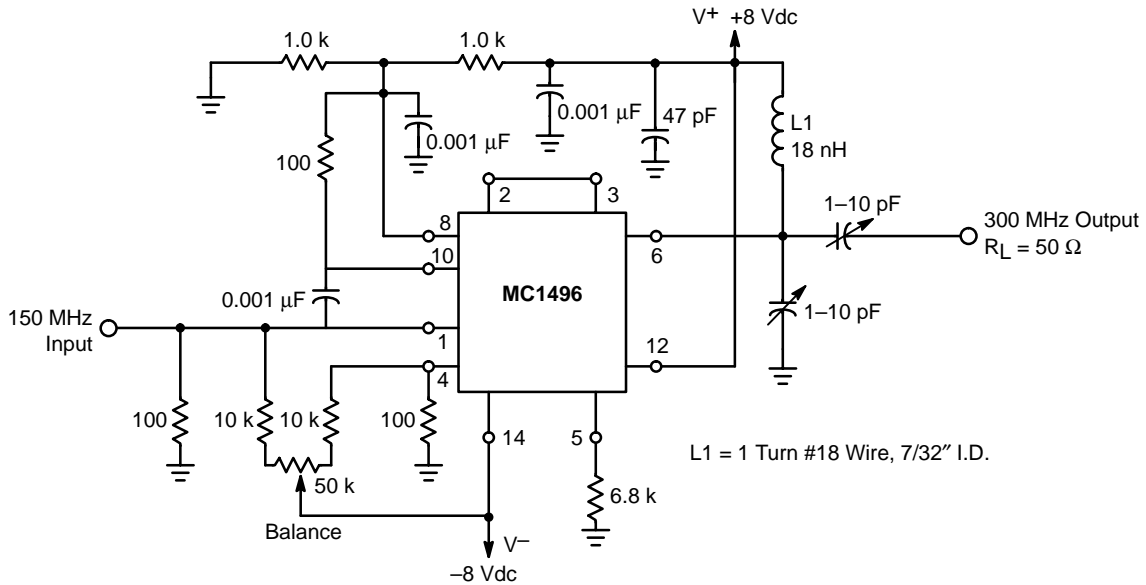 V+ +8 Vdc
1.0 k
1.0 k
0.001 µF
47 pF
0.001 µF
L1
18 nH
100
2
3
1–10 pF
300 MHz Output
RL = 50 Ω
8
6
10
MC1496
0.001 µF
1–10 pF
150 MHz
Input
1
12
4
100
10 k
10 k
100
14
5
L1 = 1 Turn #18 Wire, 7/32″ I.D.
50 k
6.8 k
Balance
V–
–8 Vdc